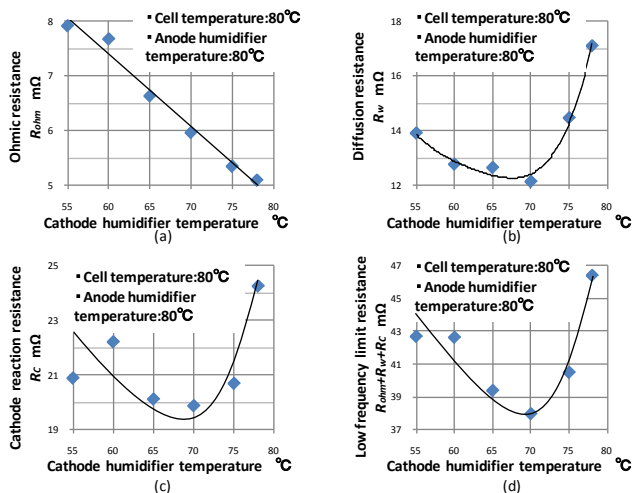 ▪ Cell temperature:80℃
▪ Anode humidifier
temperature:80℃
Ohmic resistance
Rohm mΩ
8
7
6
5
55 60 65 70 75 80
Cathode humidifier temperature ℃
(a)
▪ Cell temperature:80℃
▪ Anode humidifier
temperature:80℃
Diffusion resistance
Rw mΩ
18
16
14
12
55 60 65 70 75 80
Cathode humidifier temperature ℃
(b)
▪ Cell temperature:80℃
▪ Anode humidifier
temperature:80℃
Cathode reaction resistance
Rc mΩ
25
23
21
19
55 60 65 70 75 80
Cathode humidifier temperature ℃
(c)
▪ Cell temperature:80℃
▪ Anode humidifier
temperature:80℃
Low frequency limit resistance
Rohm+Rw+Rc mΩ
47
45
43
41
39
37
55 60 65 70 75 80
Cathode humidifier temperature ℃
(d)